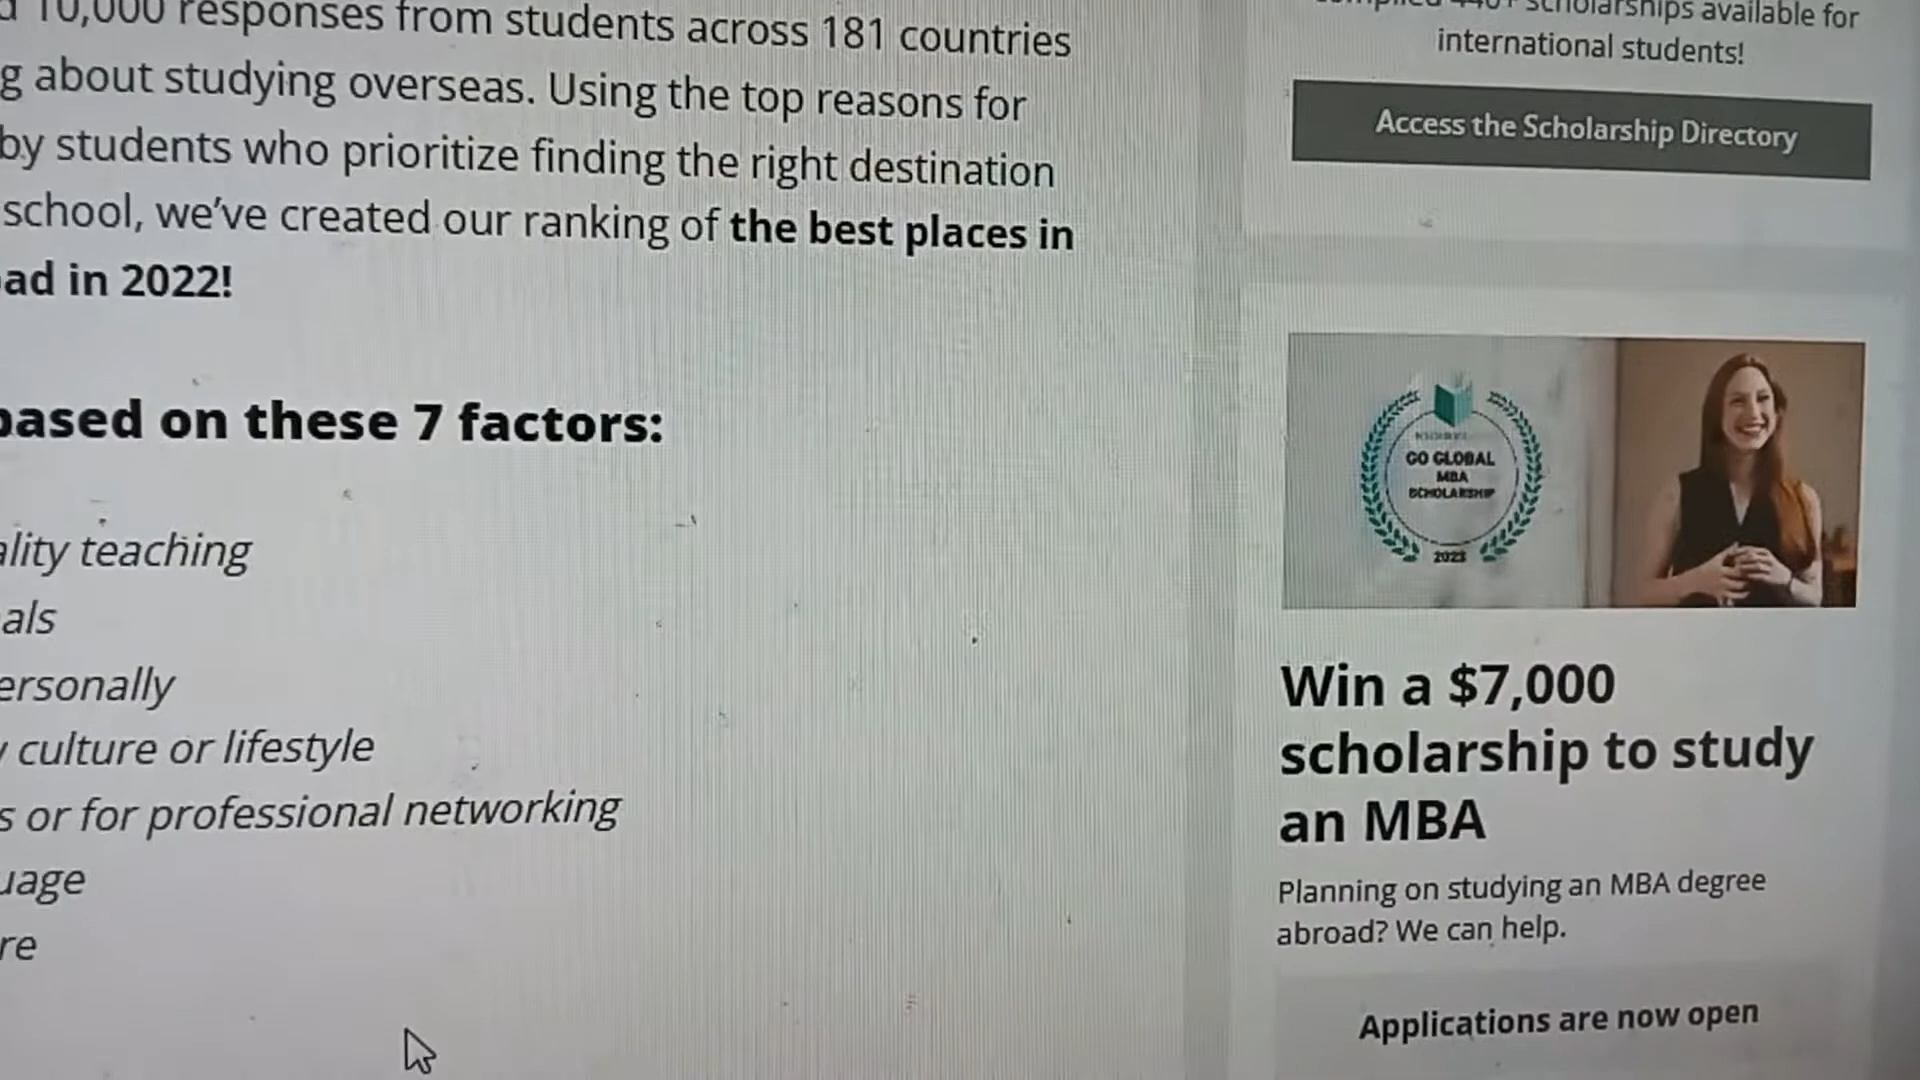 10,000 responses from students across 181 countries
g about studying overseas. Using the top reasons for
by students who prioritize finding the right destination
school, we've created our ranking of the best places in
ad in 2022!
based on these 7 factors:
ality teaching
als
ersonally
culture or lifestyle
s or for professional networking
uage
re
scholarships available for
international students!
Access the Scholarship Directory
GO GLOBAL
MBA
SCHOLARSHIP
2023
Win a $7,000
scholarship to study
an MBA
Planning on studying an MBA degree
abroad? We can help.
Applications are now open